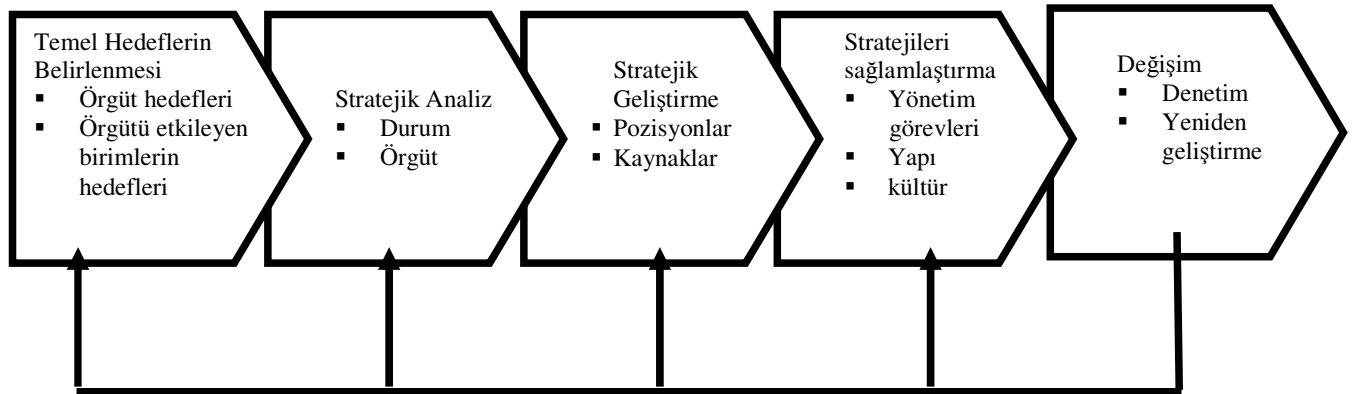 Temel Hedeflerin
Belirlenmesi
▪ Örgüt hedefleri
▪ Örgütü etkileyen
birimlerin
hedefleri
Stratejik Analiz
▪ Durum
▪ Örgüt
Stratejik
Geliştirme
▪ Pozisyonlar
▪ Kaynaklar
Stratejileri
sağlamlaştırma
▪ Yönetim
görevleri
▪ Yapı
▪ kültür
Değişim
▪ Denetim
▪ Yeniden
geliştirme